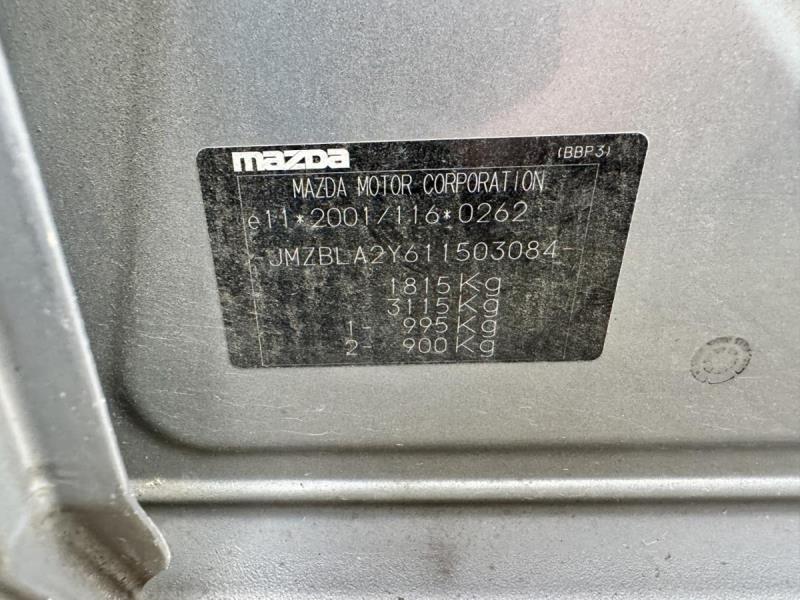 mazda (BBP3)
MAZDA MOTOR CORPORATION
e11*2001/116*0262
-JMZBLA2Y611503084-
1815Kg
3115Kg
1- 995Kg
2- 900Kg